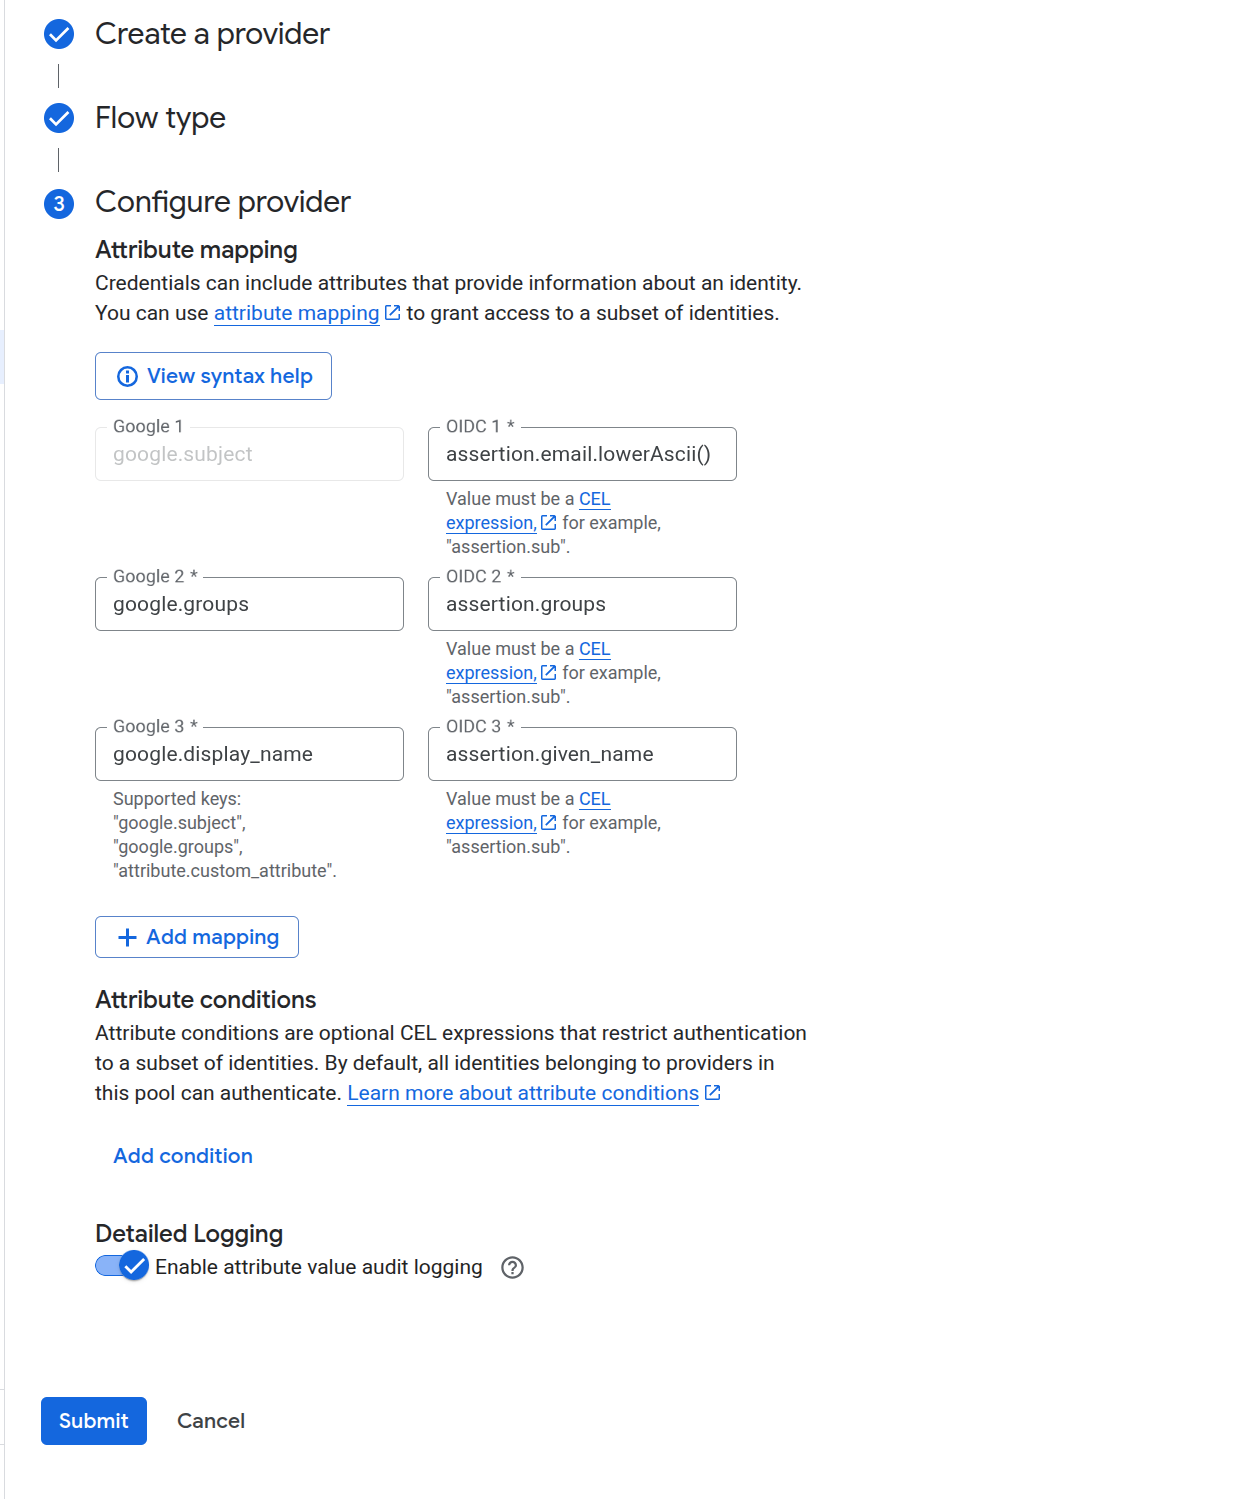 Create a provider
Flow type
3 Configure provider
Attribute mapping
Credentials can include attributes that provide information about an identity.
You can use attribute mapping to grant access to a subset of identities.
View syntax help
Google 1
google.subject
OIDC 1 *
assertion.email.lowerAscii()
Value must be a CEL
expression, for example,
"assertion.sub".
Google 2 *
google.groups
OIDC 2 *
assertion.groups
Value must be a CEL
expression, for example,
"assertion.sub".
Google 3 *
google.display_name
Supported keys:
"google.subject",
"google.groups",
"attribute.custom_attribute".
OIDC 3 *
assertion.given_name
Value must be a CEL
expression, for example,
"assertion.sub".
+ Add mapping
Attribute conditions
Attribute conditions are optional CEL expressions that restrict authentication
to a subset of identities. By default, all identities belonging to providers in
this pool can authenticate. Learn more about attribute conditions
Add condition
Detailed Logging
Enable attribute value audit logging
Submit Cancel